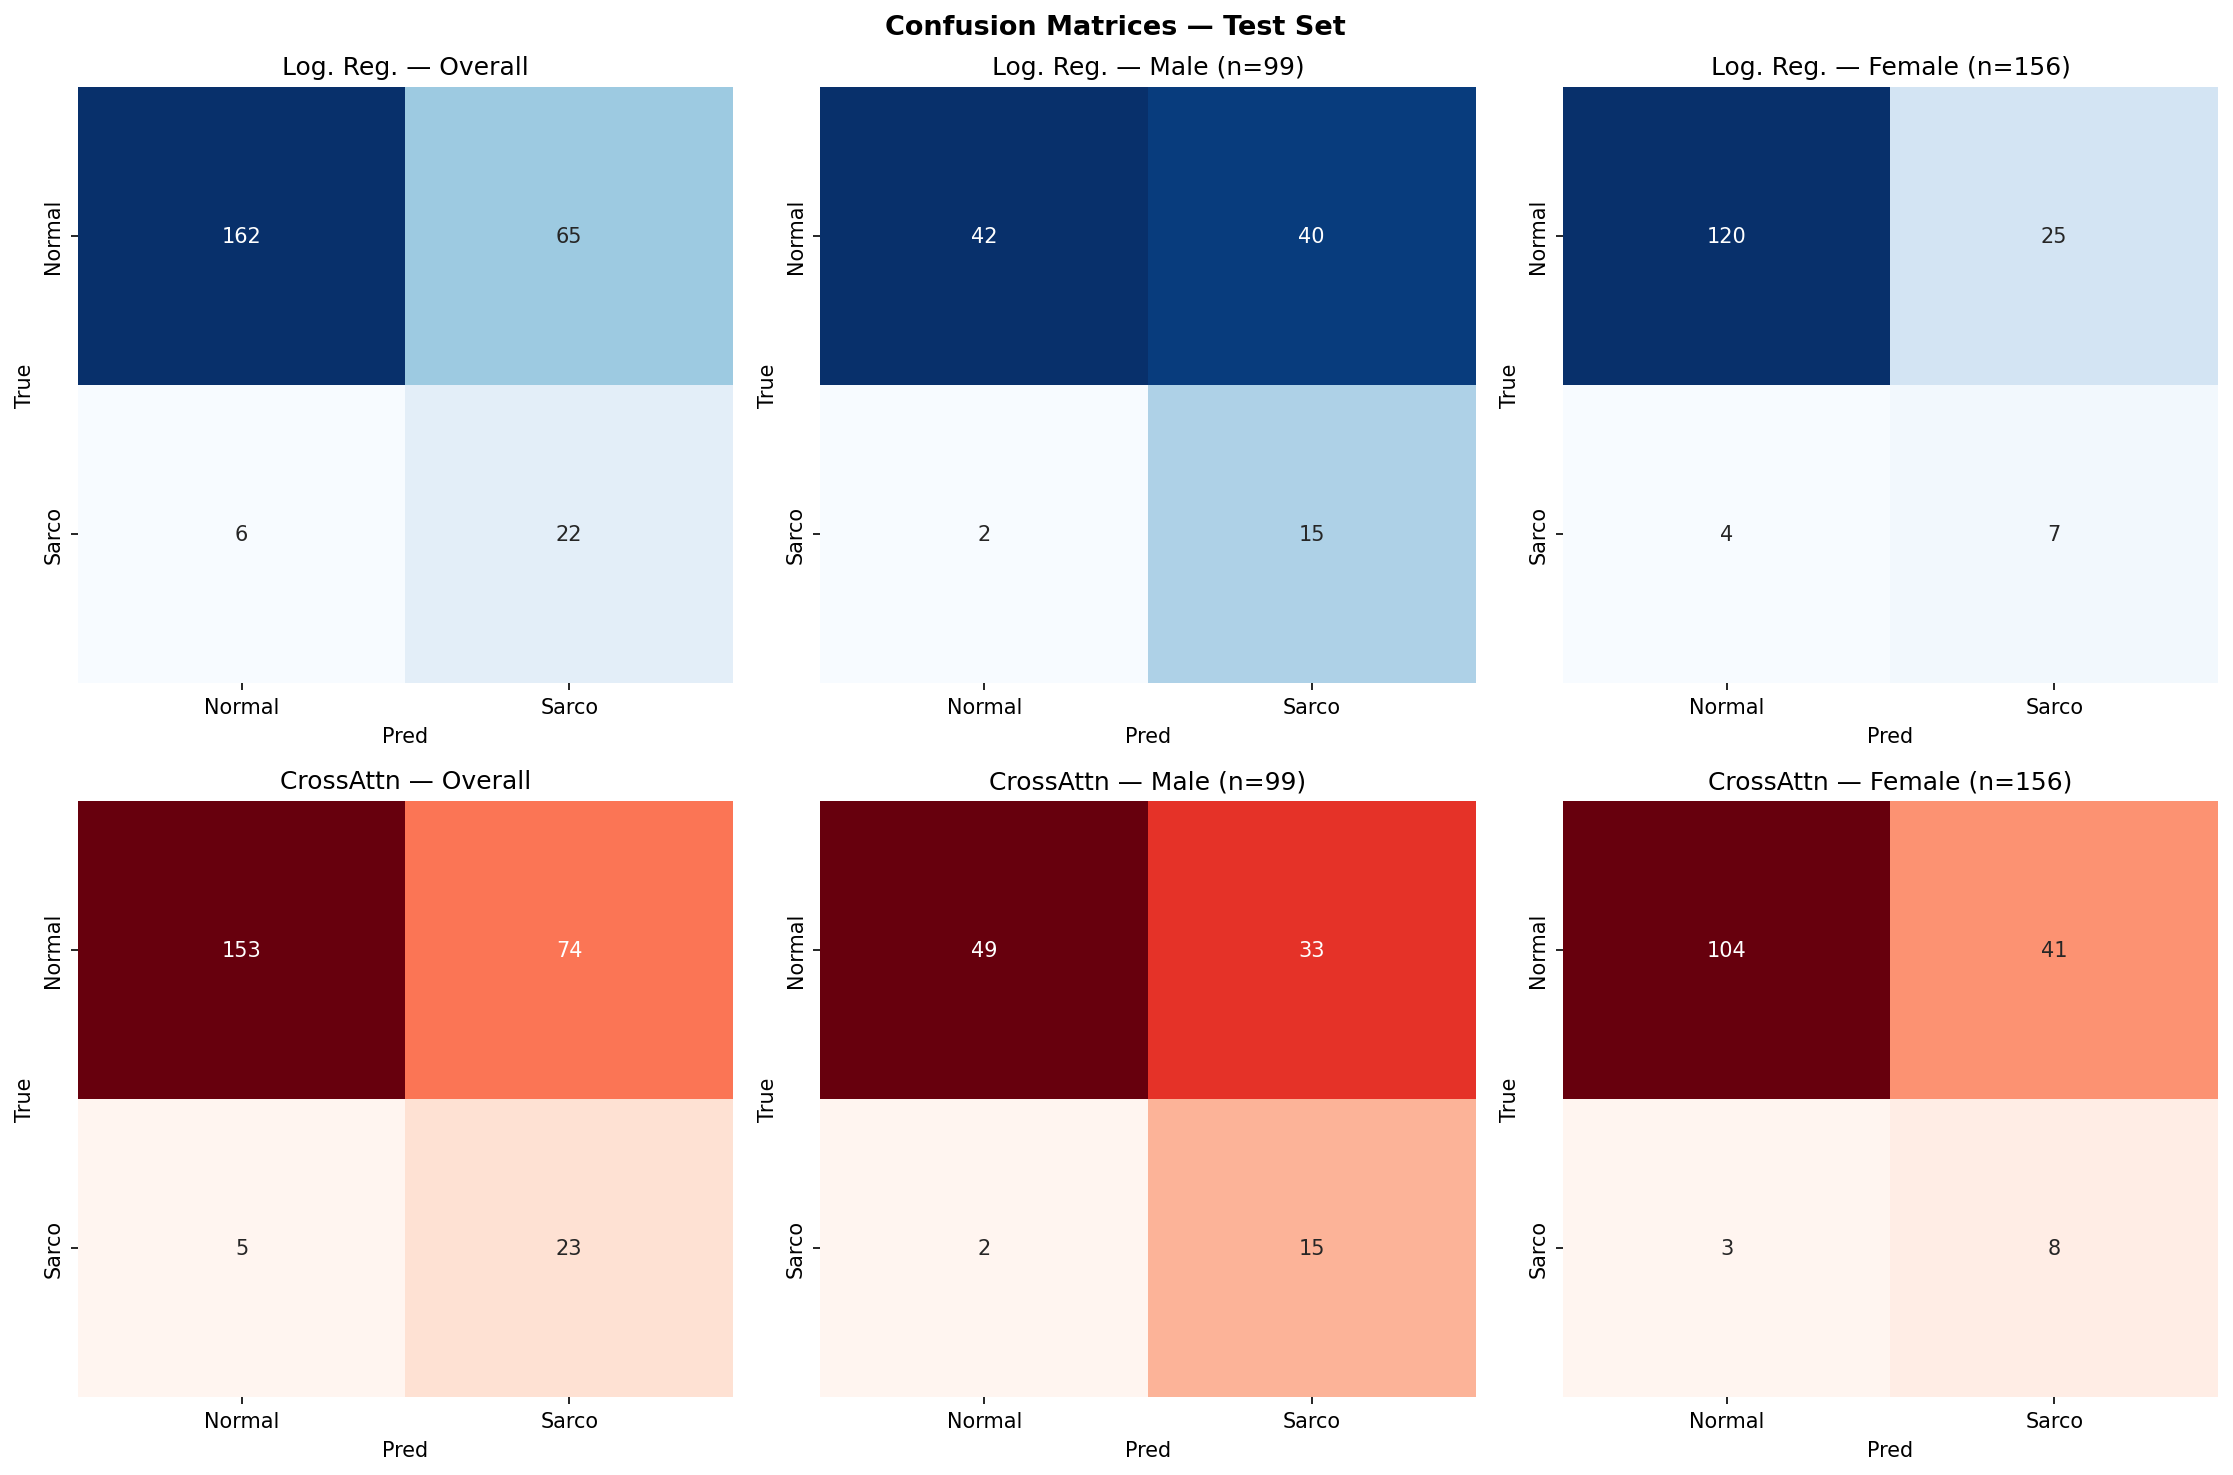 Confusion Matrices — Test Set
Log. Reg. — Overall
True
Normal
162
65
Sarco
6
22
Normal
Sarco
Pred
Log. Reg. — Male (n=99)
True
Normal
42
40
Sarco
2
15
Normal
Sarco
Pred
Log. Reg. — Female (n=156)
True
Normal
120
25
Sarco
4
7
Normal
Sarco
Pred
CrossAttn — Overall
True
Normal
153
74
Sarco
5
23
Normal
Sarco
Pred
CrossAttn — Male (n=99)
True
Normal
49
33
Sarco
2
15
Normal
Sarco
Pred
CrossAttn — Female (n=156)
True
Normal
104
41
Sarco
3
8
Normal
Sarco
Pred